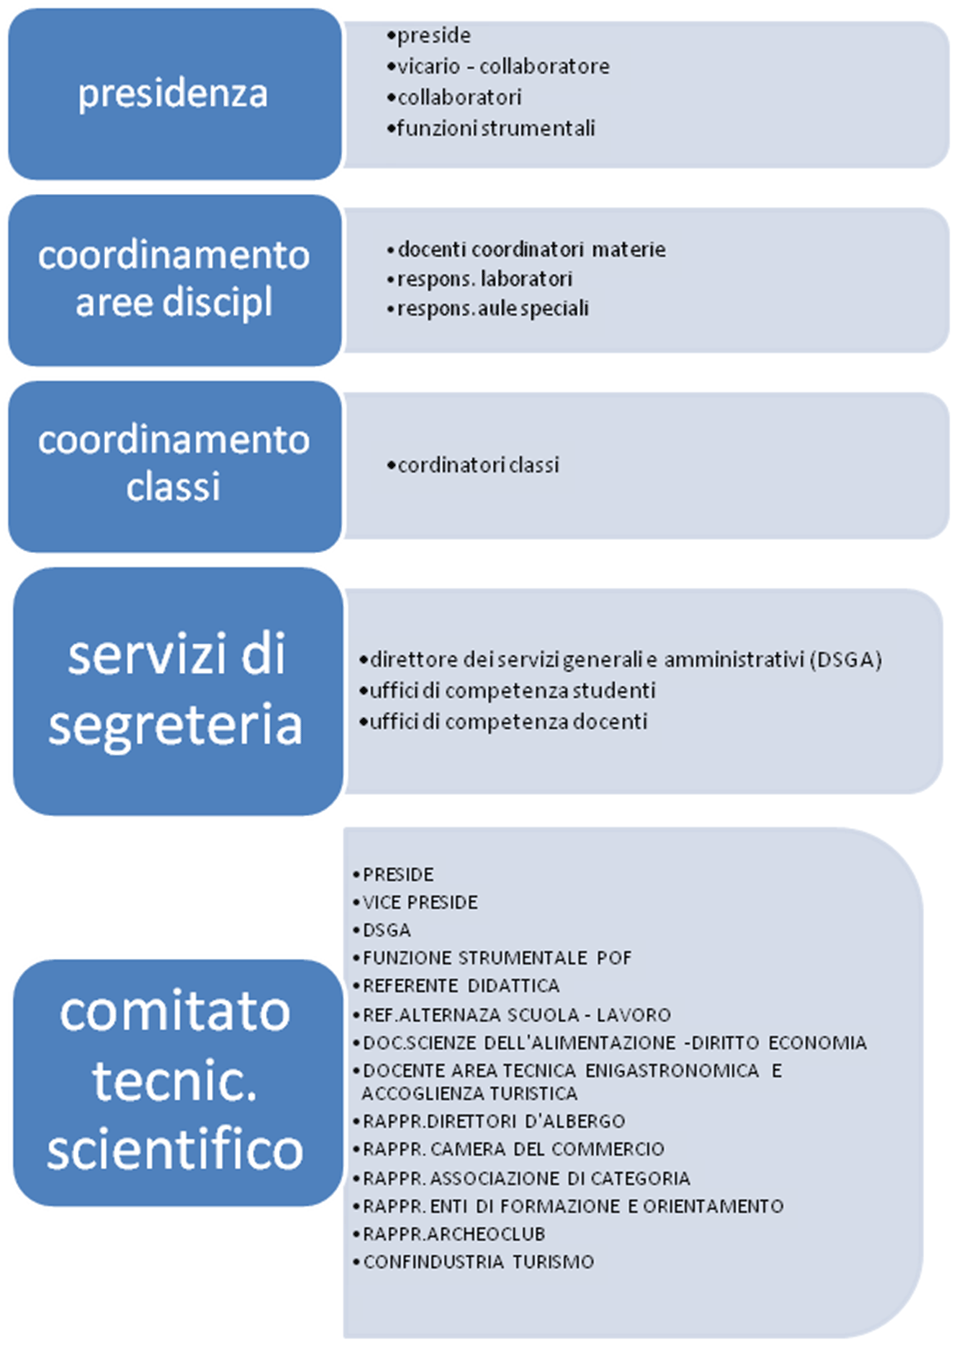 presidenza
•preside
•vicario - collaboratore
•collaboratori
•funzioni strumentali
coordinamento
aree discipl
•docenti coordinatori materie
•respons. laboratori
•respons. aule speciali
coordinamento
classi
•cordinatori classi
servizi di
segreteria
•direttore dei servizi generali e amministrativi (DSGA)
•uffici di competenza studenti
•uffici di competenza docenti
comitato
tecnic.
scientifico
•PRESIDE
•VICE PRESIDE
•DSGA
•FUNZIONE STRUMENTALE POF
•REFERENTE DIDATTICA
•REF.ALTERNAZA SCUOLA - LAVORO
•DOC.SCIENZE DELL'ALIMENTAZIONE -DIRITTO ECONOMIA
•DOCENTE AREA TECNICA ENIGASTRONOMICA E
ACCOGLIENZA TURISTICA
•RAPPR.DIRETTORI D'ALBERGO
•RAPPR. CAMERA DEL COMMERCIO
•RAPPR. ASSOCIAZIONE DI CATEGORIA
•RAPPR. ENTI DI FORMAZIONE E ORIENTAMENTO
•RAPPR.ARCHEOCLUB
•CONFINDUSTRIA TURISMO